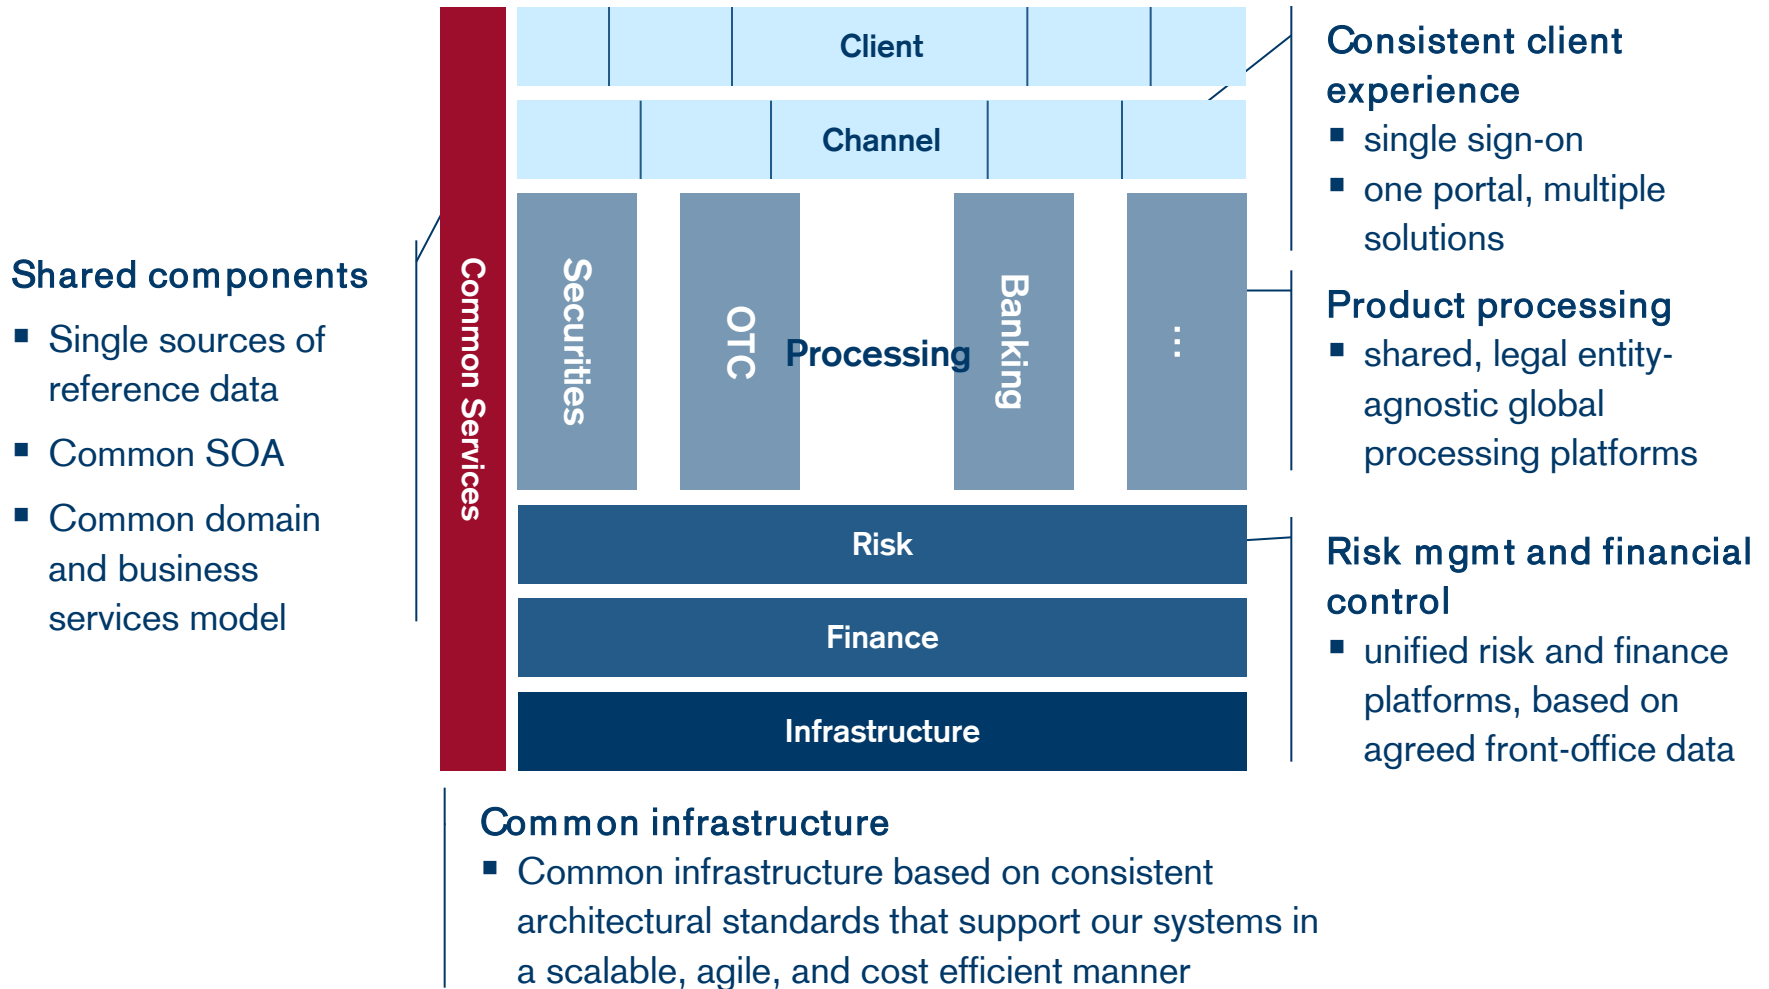 Shared components
■ Single sources of
reference data
■ Common SOA
■ Common domain
and business
services model
Common Services
Client
Channel
Securities
OTC
Processing
Banking
...
Risk
Finance
Infrastructure
Consistent client
experience
■ single sign-on
■ one portal, multiple
solutions
Product processing
■ shared, legal entity-
agnostic global
processing platforms
Risk mgmt and financial
control
■ unified risk and finance
platforms, based on
agreed front-office data
Common infrastructure
■ Common infrastructure based on consistent
architectural standards that support our systems in
a scalable, agile, and cost efficient manner